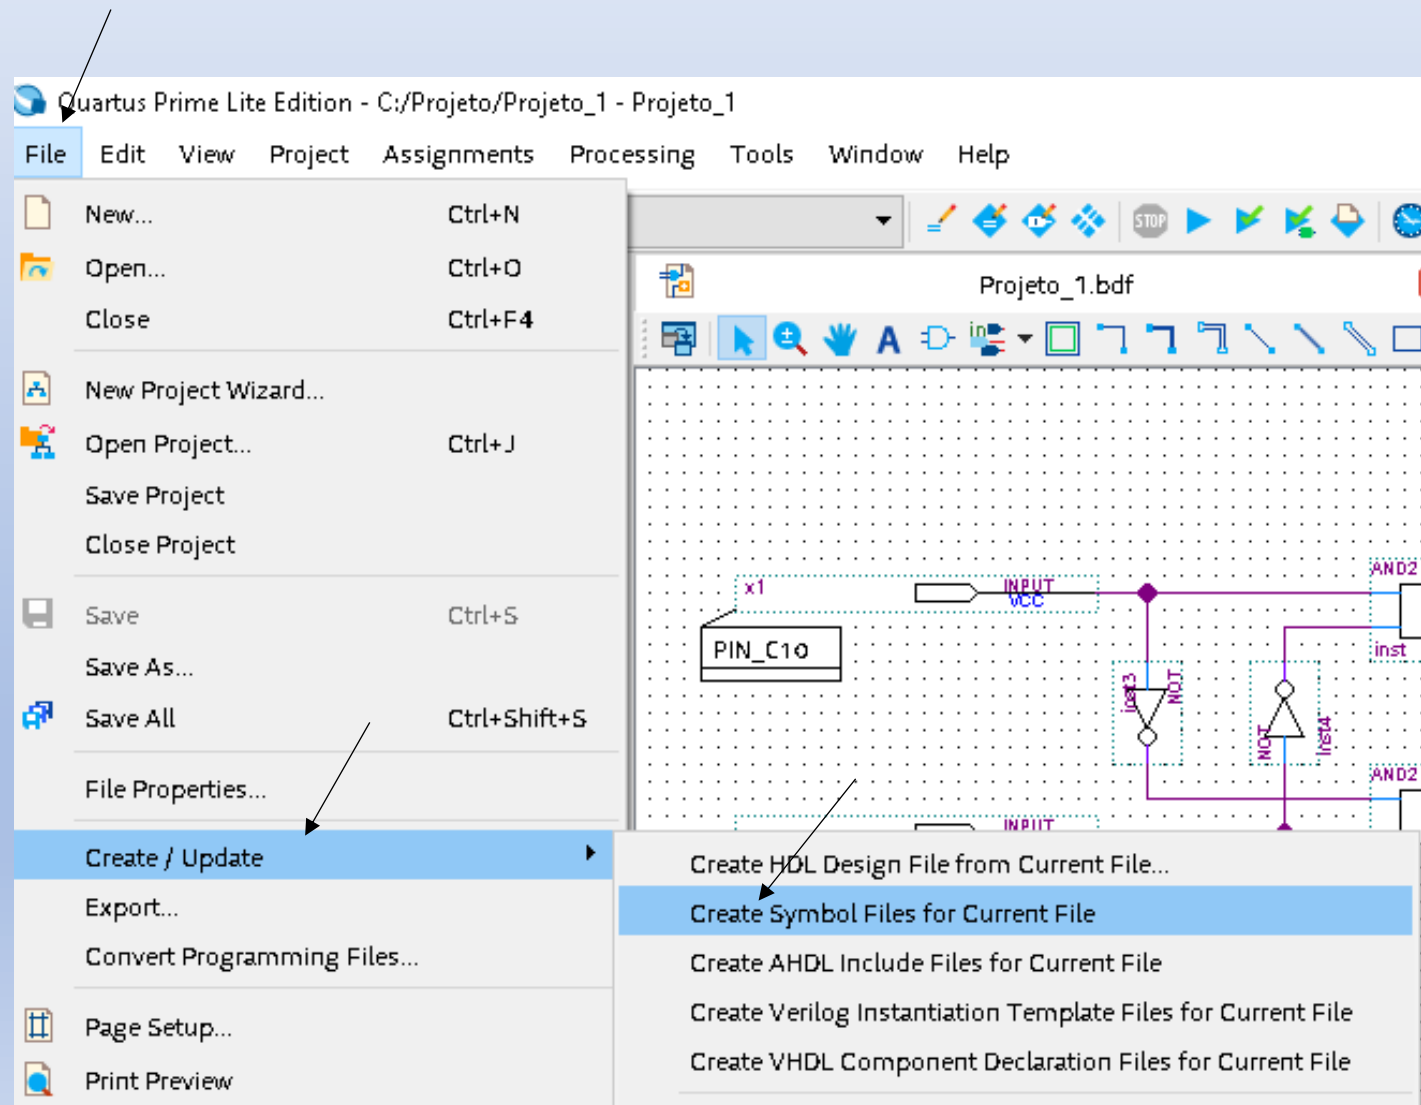 Quartus Prime Lite Edition - C:/Projeto/Projeto_1 - Projeto_1
File Edit View Project Assignments Processing Tools Window Help
New... Ctrl+N
STOP
Open... Ctrl+O
Projeto_1.bdf
Close Ctrl+F4
A
in
New Project Wizard...
Open Project... Ctrl+J
Save Project
Close Project
x1 INPUT
VCC
AND2
PIN_C10
inst
Save Ctrl+S
Save As...
Save All Ctrl+Shift+S
inst3
NOT
NOT
inst4
AND2
File Properties...
INPUT
Create / Update
Create HDL Design File from Current File...
Create Symbol Files for Current File
Create AHDL Include Files for Current File
Create Verilog Instantiation Template Files for Current File
Create VHDL Component Declaration Files for Current File
Export...
Convert Programming Files...
Page Setup...
Print Preview